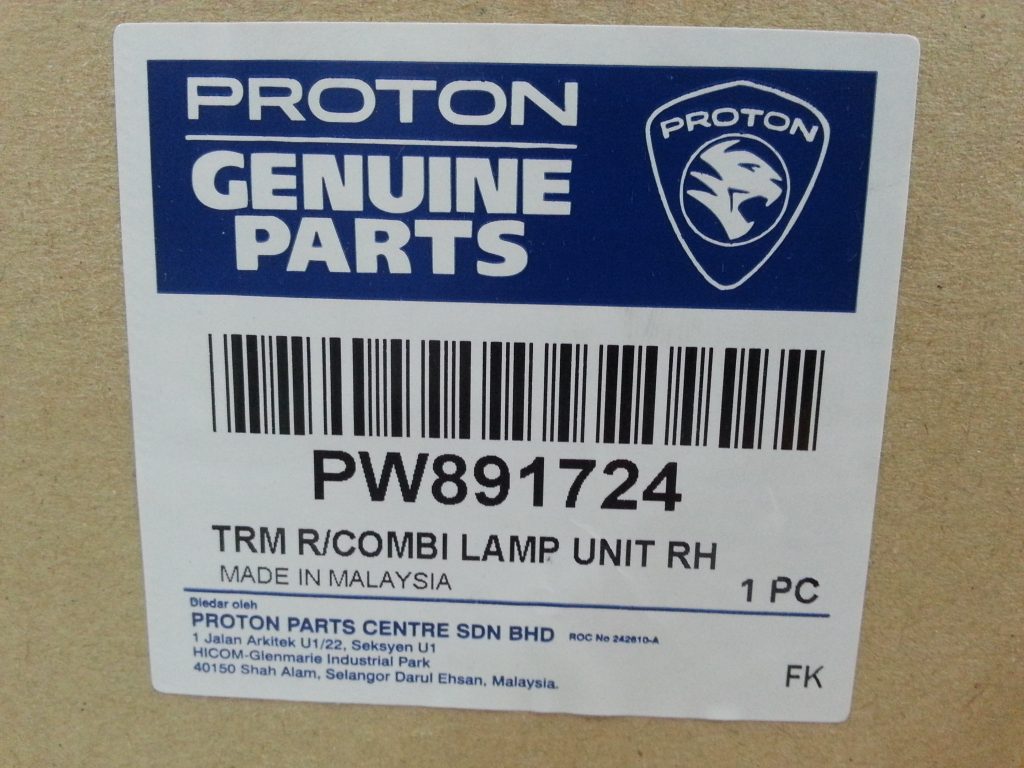 PROTON
GENUINE
PARTS
PROTON
PW891724
TRM R/COMBI LAMP UNIT RH
MADE IN MALAYSIA
1 PC
Diedar oleh
PROTON PARTS CENTRE SDN BHD ROC No 242610-A
1 Jalan Arkitek U1/22, Seksyen U1
HICOM-Glenmarie Industrial Park
40150 Shah Alam, Selangor Darul Ehsan, Malaysia.
FK